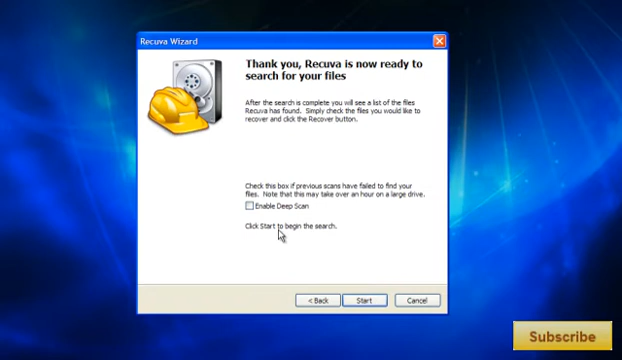 Recuva Wizard
Thank you, Recuva is now ready to
search for your files
After the search is complete you will see a list of the files
Recuva has found. Simply check the files you would like to
recover and click the Recover button.
Check this box if previous scans have failed to find your
files. Note that this may take over an hour on a large drive.
Enable Deep Scan
Click Start to begin the search.
< Back
Start
Cancel
Subscribe